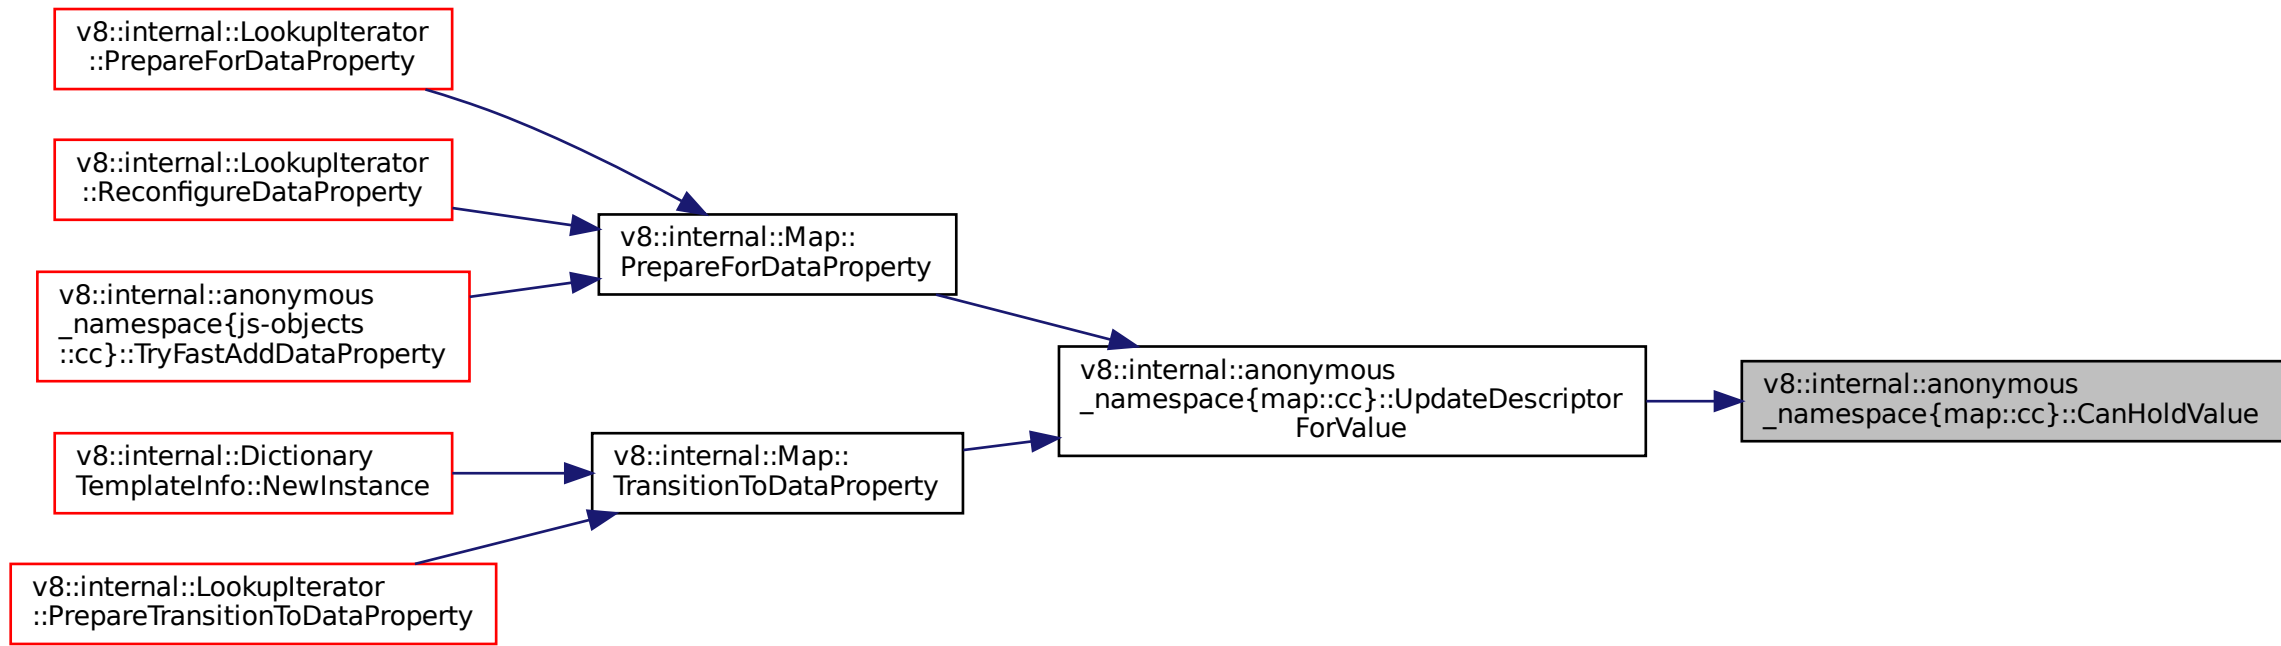 v8::internal::LookupIterator
::PrepareForDataProperty
v8::internal::LookupIterator
::ReconfigureDataProperty
v8::internal::anonymous
_namespace{js-objects
::cc}::TryFastAddDataProperty
v8::internal::Dictionary
TemplateInfo::NewInstance
v8::internal::LookupIterator
::PrepareTransitionToDataProperty
v8::internal::Map::
PrepareForDataProperty
v8::internal::Map::
TransitionToDataProperty
v8::internal::anonymous
_namespace{map::cc}::UpdateDescriptor
ForValue
v8::internal::anonymous
_namespace{map::cc}::CanHoldValue